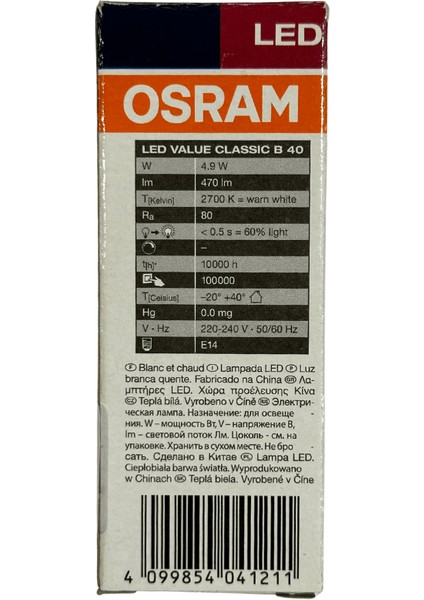 LED
OSRAM
LED VALUE CLASSIC B 40
W 4.9 W
lm 470 lm
T[Kelvin] 2700 K = warn white
Ra 80
< 0.5 s = 60% light
–
t[h]* 10000 h
100000
T[Celsius] –20° +40°
Hg 0.0 mg
V · Hz 220-240 V · 50/60 Hz
E14
F Blanc et chaud I Lampada LED P Luz
branca quente. Fabricado na China GR Λα-
μπτήρες LED. Χώρα προέλευσης Κίνα
CZ Teplá bílá. Vyrobeno v Číně Электри-
ческая лампа. Назначение: для освеще
ния. W – мощность Вт, V – напряжение В,
lm – световой поток Лм. Цоколь – см. на
упаковке. Хранить в сухом месте. Не бро
сать. Сделано в Китае PL Lampa LED.
Ciepłobiała barwa światła. Wyprodukowano
w Chinach SK Teplá biela. Vyrobené v Číne
4 099854 041211